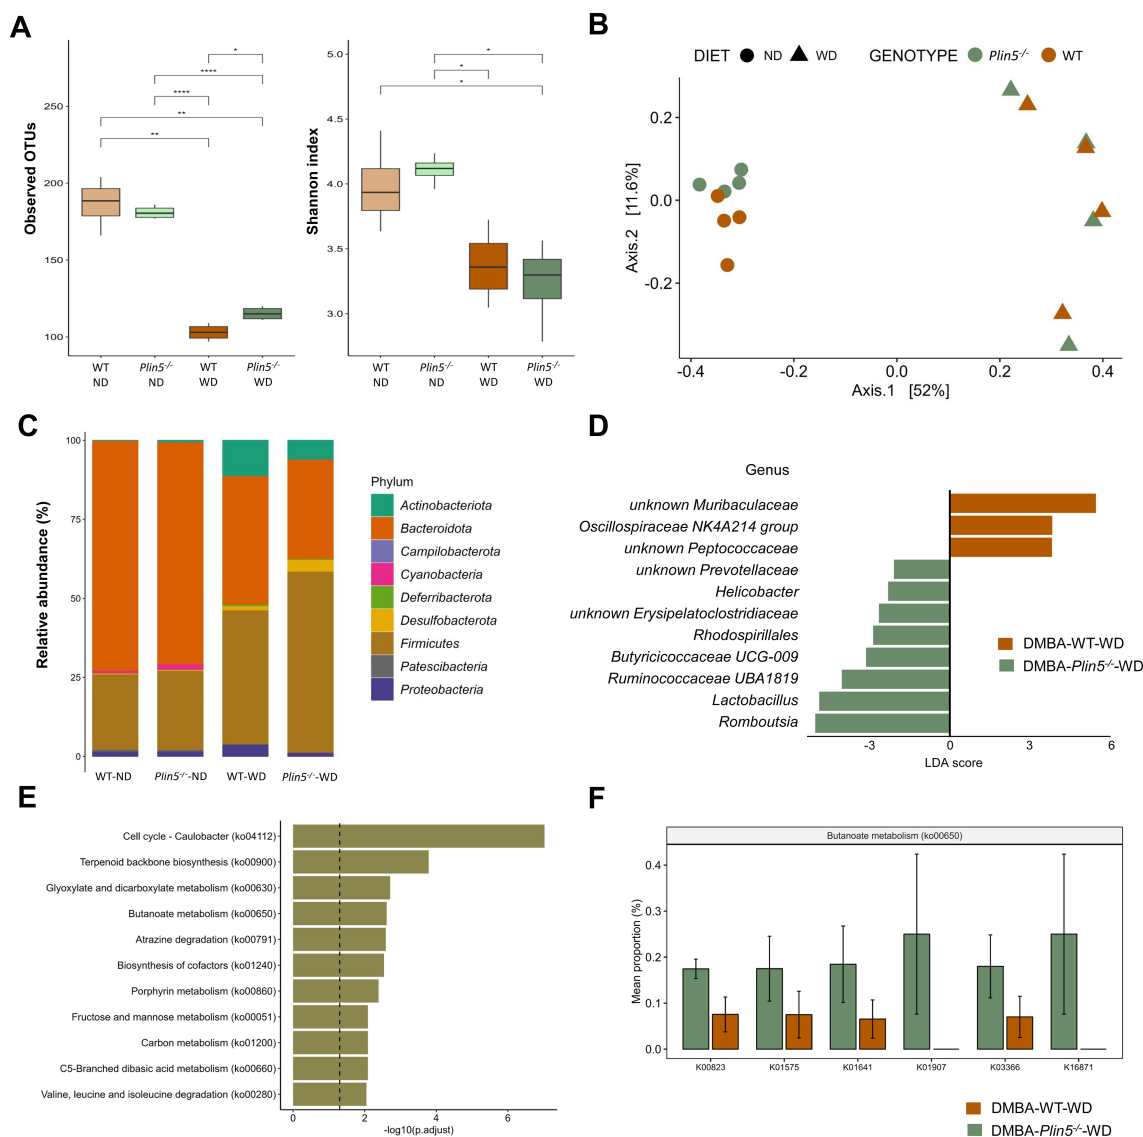 A
Observed OTUs
250
200
150
100
*
****
****
**
**
WT
ND
Plin5-/-
ND
WT
WD
Plin5-/-
WD
Shannon index
5.0
4.5
4.0
3.5
3.0
*
*
*
WT
ND
Plin5-/-
ND
WT
WD
Plin5-/-
WD
B
DIET ND WD GENOTYPE Plin5-/- WT
Axis.2 [11.6%]
0.2
0.0
-0.2
-0.4 -0.2 0.0 0.2 0.4
Axis.1 [52%]
C
Relative abundance (%)
100
75
50
25
0
WT-ND Plin5-/-ND WT-WD Plin5-/-WD
Phylum
Actinobacteriota
Bacteroidota
Campilobacterota
Cyanobacteria
Deferribacterota
Desulfobacterota
Firmicutes
Patescibacteria
Proteobacteria
D
Genus
unknown Muribaculaceae
Oscillospiraceae NK4A214 group
unknown Peptococcaceae
unknown Prevotellaceae
Helicobacter
unknown Erysipelatoclostridiaceae
Rhodospirillales
Butyricicoccaceae UCG-009
Ruminococcaceae UBA1819
Lactobacillus
Romboutsia
-3 0 3 6
LDA score
DMBA-WT-WD
DMBA-Plin5-/-WD
E
Cell cycle - Caulobacter (ko04112)
Terpenoid backbone biosynthesis (ko00900)
Glyoxylate and dicarboxylate metabolism (ko00630)
Butanoate metabolism (ko00650)
Atrazine degradation (ko00791)
Biosynthesis of cofactors (ko01240)
Porphyrin metabolism (ko00860)
Fructose and mannose metabolism (ko00051)
Carbon metabolism (ko01200)
C5-Branched dibasic acid metabolism (ko00660)
Valine, leucine and isoleucine degradation (ko00280)
0 2 4 6
-log10(p.adjust)
F
Butanoate metabolism (ko00650)
Mean proportion (%)
0.4
0.3
0.2
0.1
0.0
K00823 K01575 K01641 K01907 K03366 K16871
DMBA-WT-WD
DMBA-Plin5-/-WD